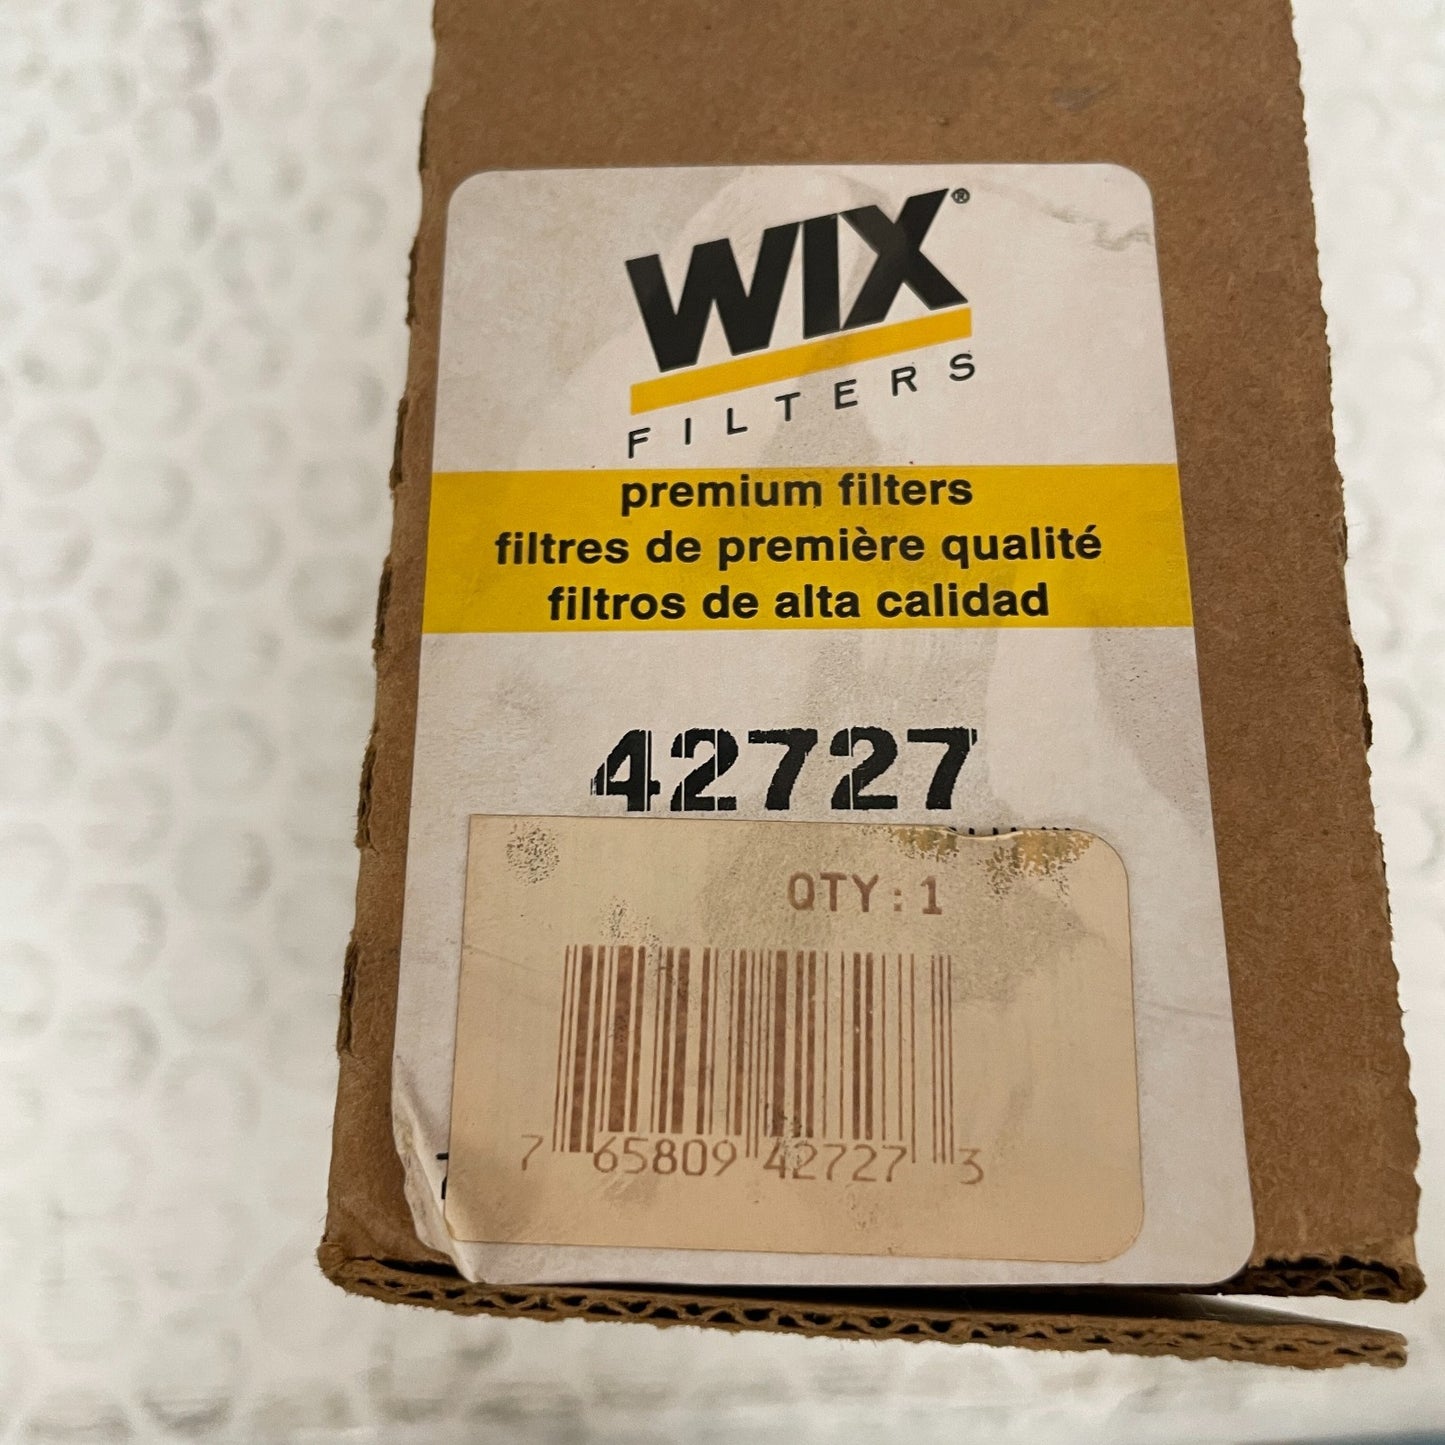 WIX®
FILTERS
premium filters
filtres de première qualité
filtros de alta calidad
42727
QTY: 1
7 65809 42727 3